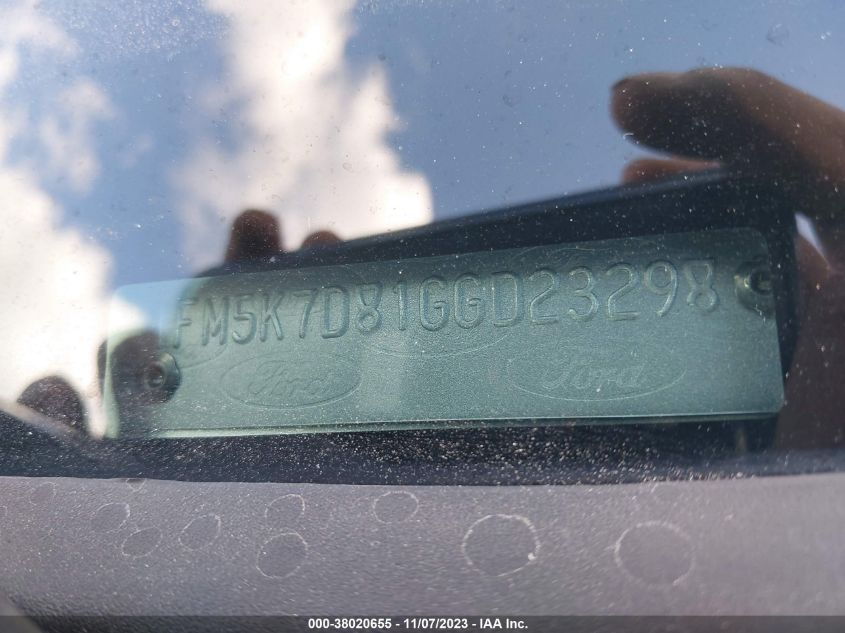 FM5K7D81GGD23298
Ford Ford
000-38020655 - 11/07/2023 - IAA Inc.